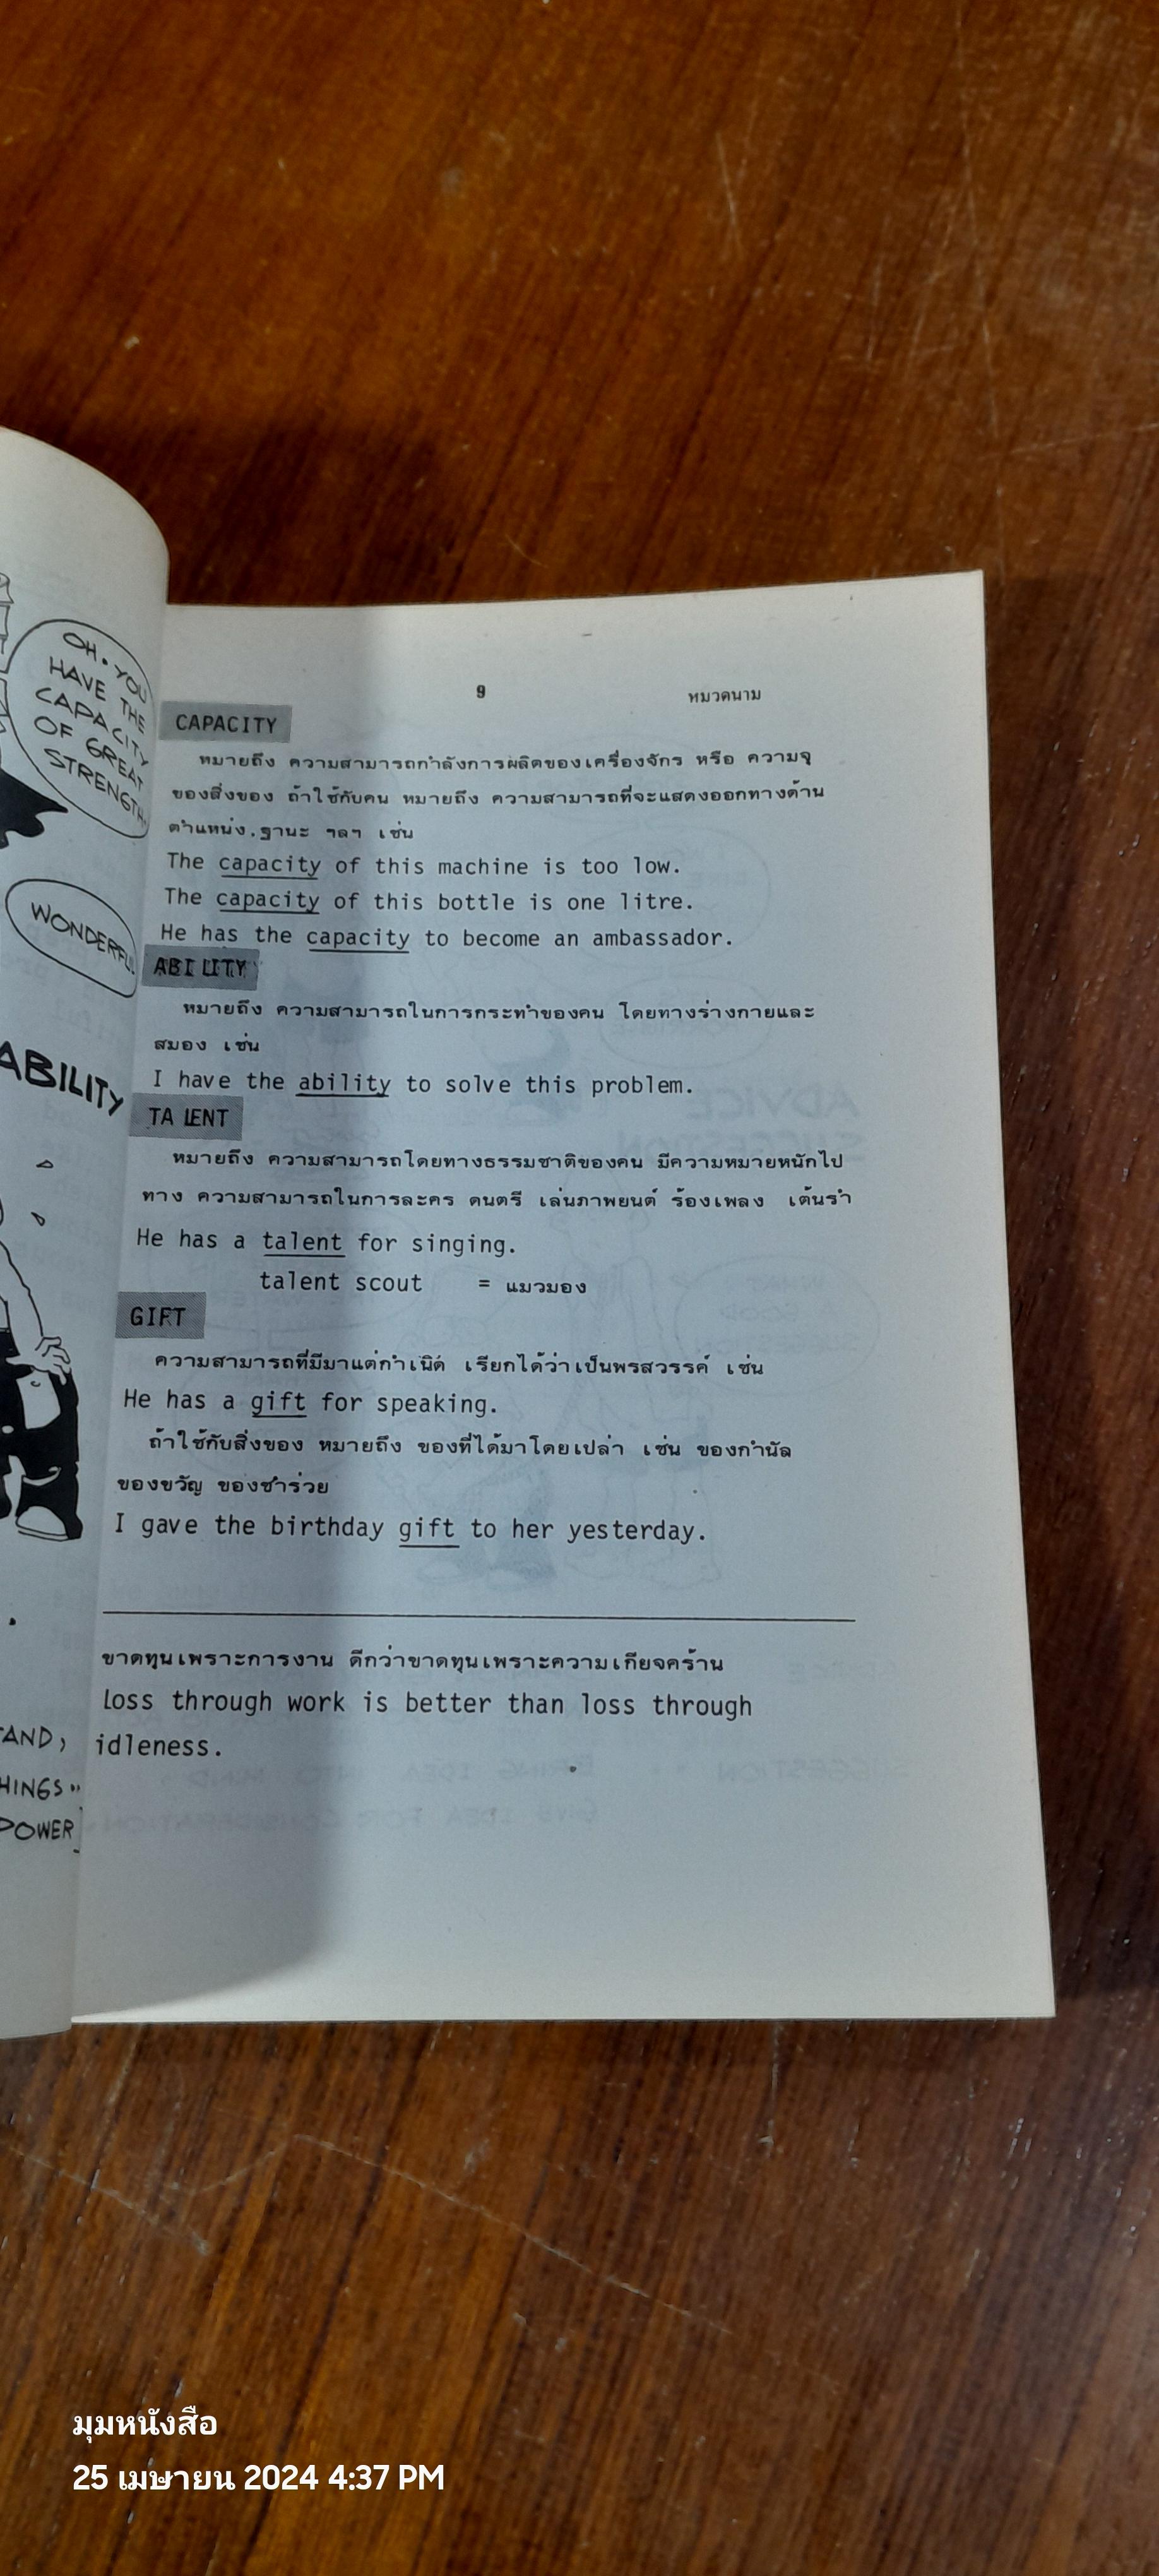 OH. YOU
HAVE THE
CAPACITY
OF GREAT
STRENGTH.
WONDERFUL
ABILITY
TAND,
HINGS"
POWER
9
หมวดนาม
CAPACITY
หมายถึง ความสามารถกำลังการผลิตของเครื่องจักร หรือ ความจุ
ของสิ่งของ ถ้าใช้กับคน หมายถึง ความสามารถที่จะแสดงออกทางด้าน
ตำแหน่ง.ฐานะ ฯลฯ เช่น
The capacity of this machine is too low.
The capacity of this bottle is one litre.
He has the capacity to become an ambassador.
ABILITY
หมายถึง ความสามารถในการกระทำของคน โดยทางร่างกายและ
สมอง เช่น
I have the ability to solve this problem.
TALENT
หมายถึง ความสามารถโดยทางธรรมชาติของคน มีความหมายหนักไป
ทาง ความสามารถในการละคร ดนตรี เล่นภาพยนต์ ร้องเพลง เต้นรำ
He has a talent for singing.
talent scout = แมวมอง
GIFT
ความสามารถที่มีมาแต่กำเนิด เรียกได้ว่าเป็นพรสวรรค์ เช่น
He has a gift for speaking.
ถ้าใช้กับสิ่งของ หมายถึง ของที่ได้มาโดยเปล่า เช่น ของกำนัล
ของขวัญ ของชำร่วย
I gave the birthday gift to her yesterday.
ขาดทุนเพราะการงาน ดีกว่าขาดทุนเพราะความเกียจคร้าน
Loss through work is better than loss through
idleness.
มุมหนังสือ
25 เมษายน 2024 4:37 PM